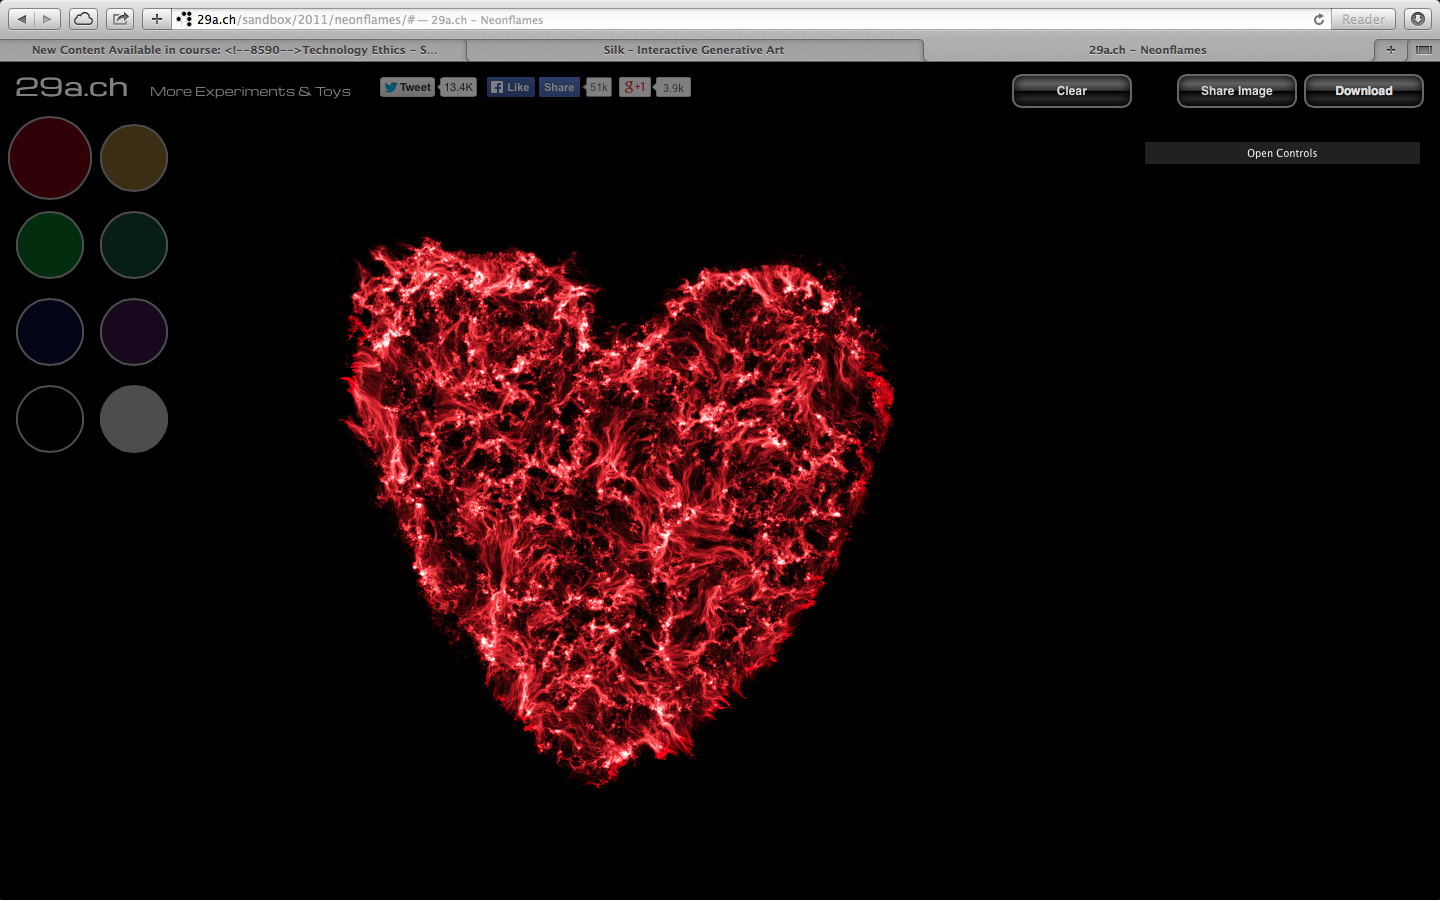 29a.ch/sandbox/2011/neonflames/# — 29a.ch – Neonflames
Reader
New Content Available in course: <!--8590-->Technology Ethics – S...
Silk – Interactive Generative Art
29a.ch – Neonflames
29a.ch
More Experiments & Toys
Tweet
13.4K
Like
Share
51k
g+1
3.9k
Clear
Share Image
Download
Open Controls